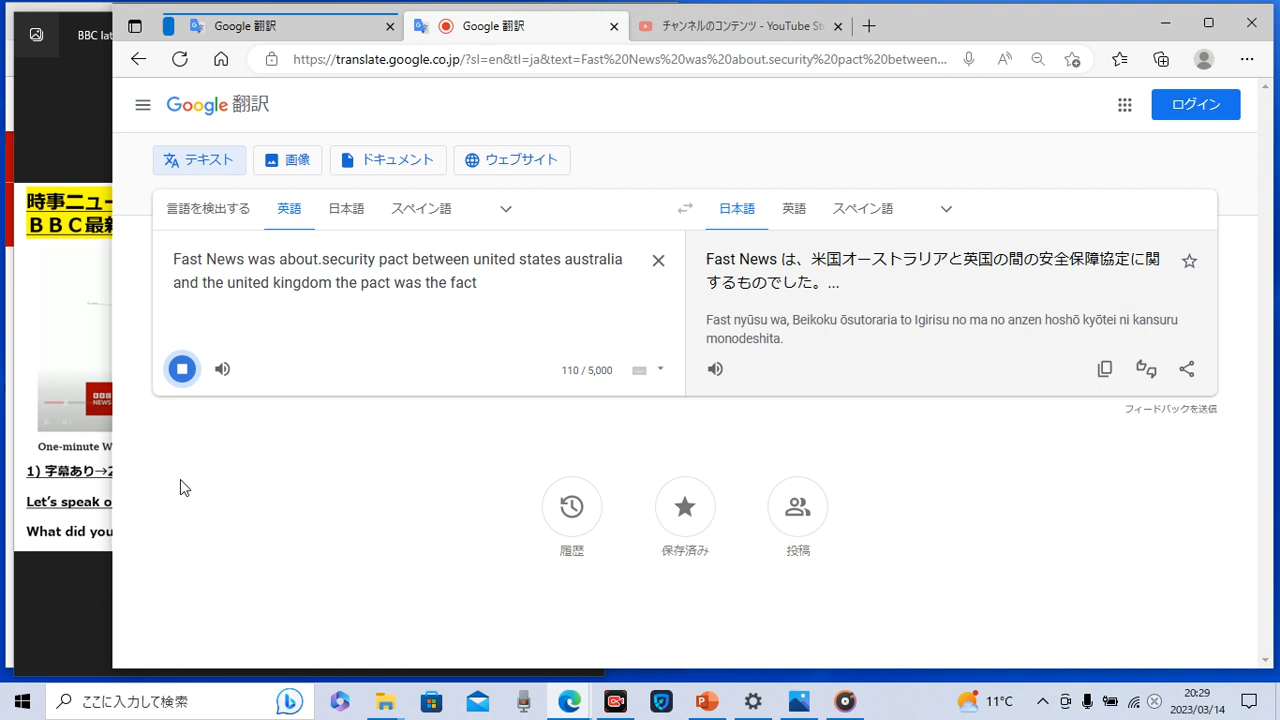 BBC lat
Google 翻訳
Google 翻訳
チャンネルのコンテンツ - YouTube St
https://translate.google.co.jp/?sl=en&tl=ja&text=Fast%20News%20was%20about.security%20pact%20between...
Google 翻訳
ログイン
テキスト
画像
ドキュメント
ウェブサイト
言語を検出する
英語
日本語
スペイン語
日本語
英語
スペイン語
Fast News was about.security pact between united states australia
and the united kingdom the pact was the fact
110 / 5,000
Fast News は、米国オーストラリアと英国の間の安全保障協定に関
するものでした。...
Fast nyūsu wa, Beikoku ōsutoraria to Igirisu no ma no anzen hoshō kyōtei ni kansuru
monodeshita.
フィードバックを送信
履歴
保存済み
投稿
時事ニュー
ＢＢＣ最新
BBC
NEWS
One-minute W
1) 字幕あり→2
Let's speak o
What did you
ここに入力して検索
11°C
20:29
2023/03/14